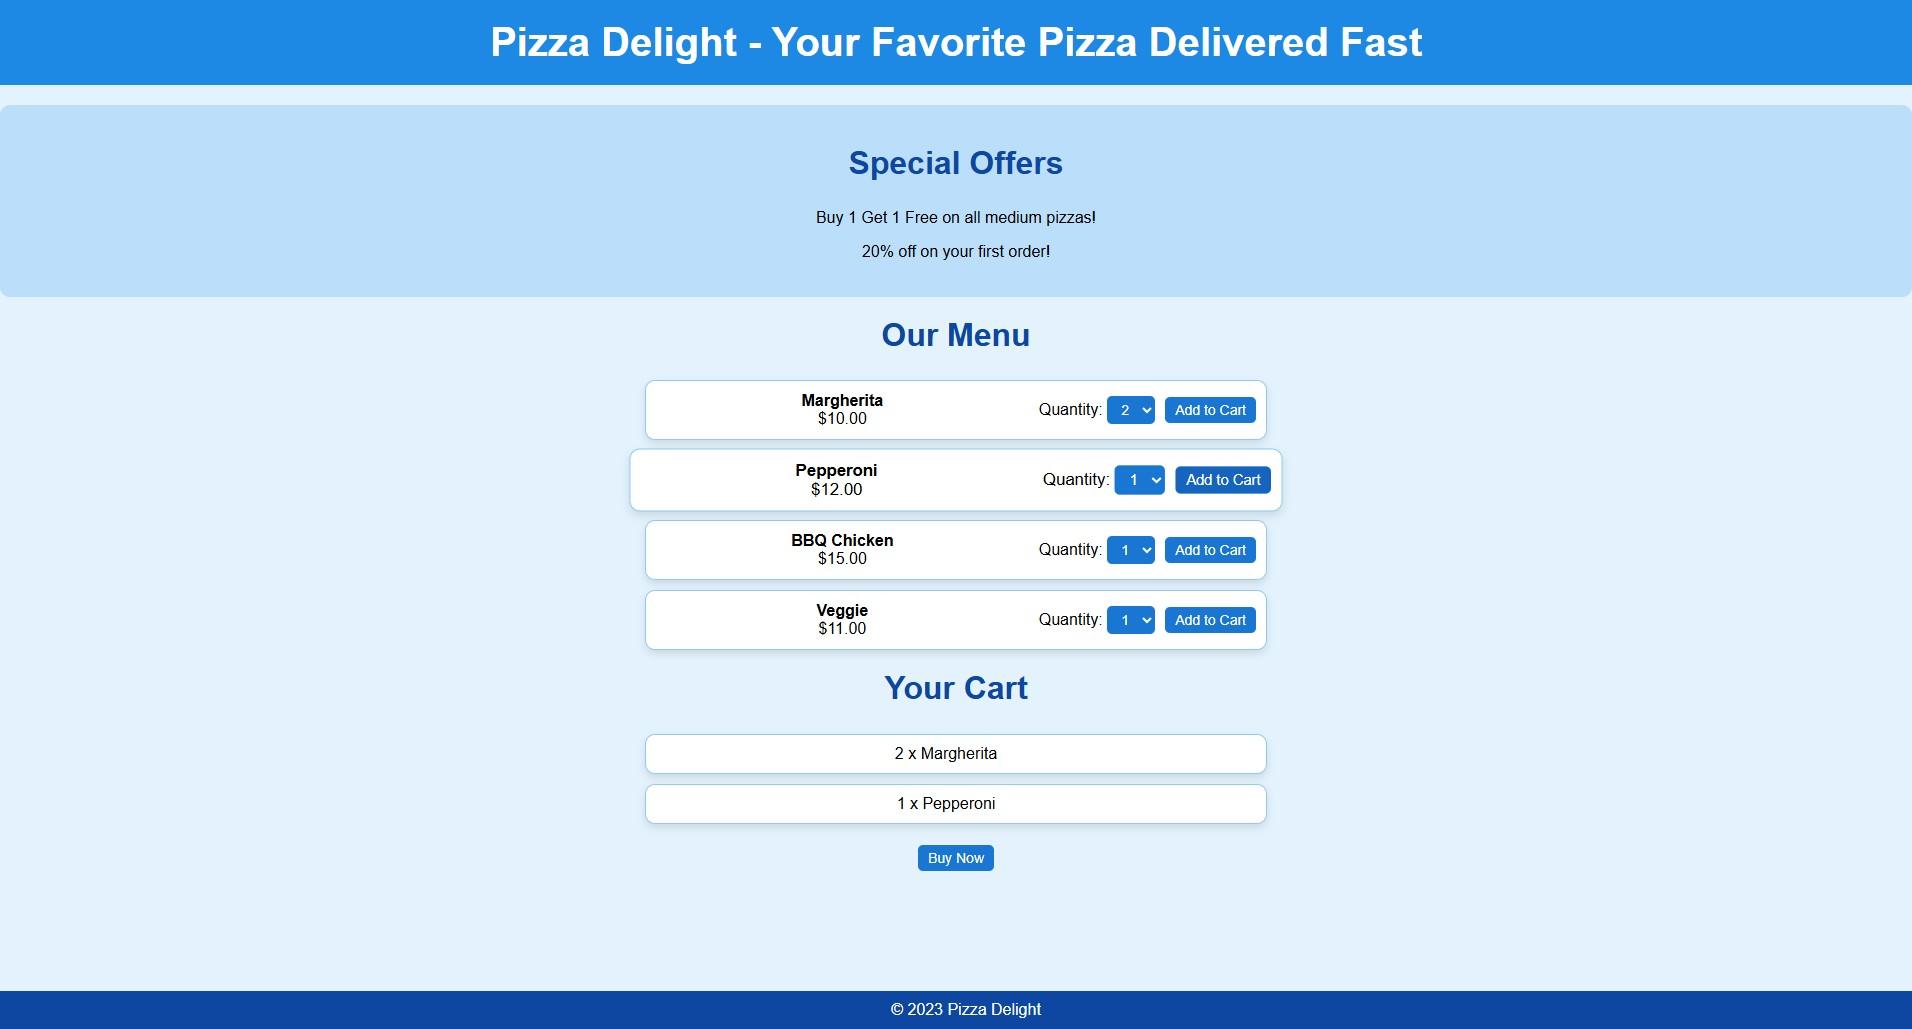 Pizza Delight - Your Favorite Pizza Delivered Fast
Special Offers
Buy 1 Get 1 Free on all medium pizzas!
20% off on your first order!
Our Menu
Margherita
$10.00
Quantity: 2 Add to Cart
Pepperoni
$12.00
Quantity: 1 Add to Cart
BBQ Chicken
$15.00
Quantity: 1 Add to Cart
Veggie
$11.00
Quantity: 1 Add to Cart
Your Cart
2 x Margherita
1 x Pepperoni
Buy Now
© 2023 Pizza Delight